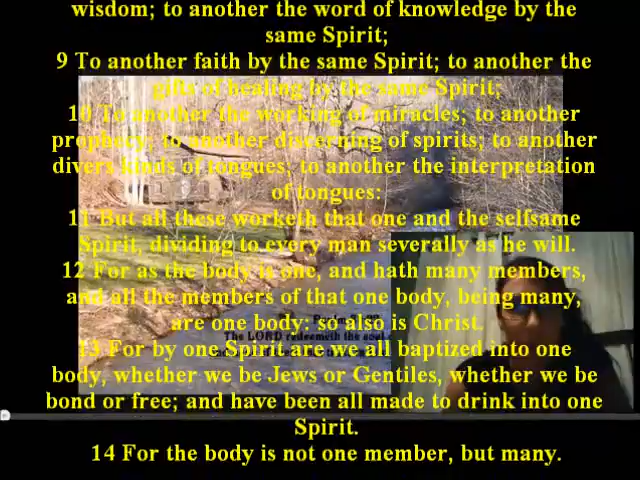 wisdom; to another the word of knowledge by the
same Spirit;
9 To another faith by the same Spirit; to another the
gifts of healing by the same Spirit;
10 To another the working of miracles; to another
prophecy; to another discerning of spirits; to another
divers kinds of tongues; to another the interpretation
of tongues:
11 But all these worketh that one and the selfsame
Spirit, dividing to every man severally as he will.
12 For as the body is one, and hath many members,
and all the members of that one body, being many,
are one body: so also is Christ.
The LORD redeemeth the soul
13 For by one Spirit are we all baptized into one
body, whether we be Jews or Gentiles, whether we be
bond or free; and have been all made to drink into one
Spirit.
14 For the body is not one member, but many.